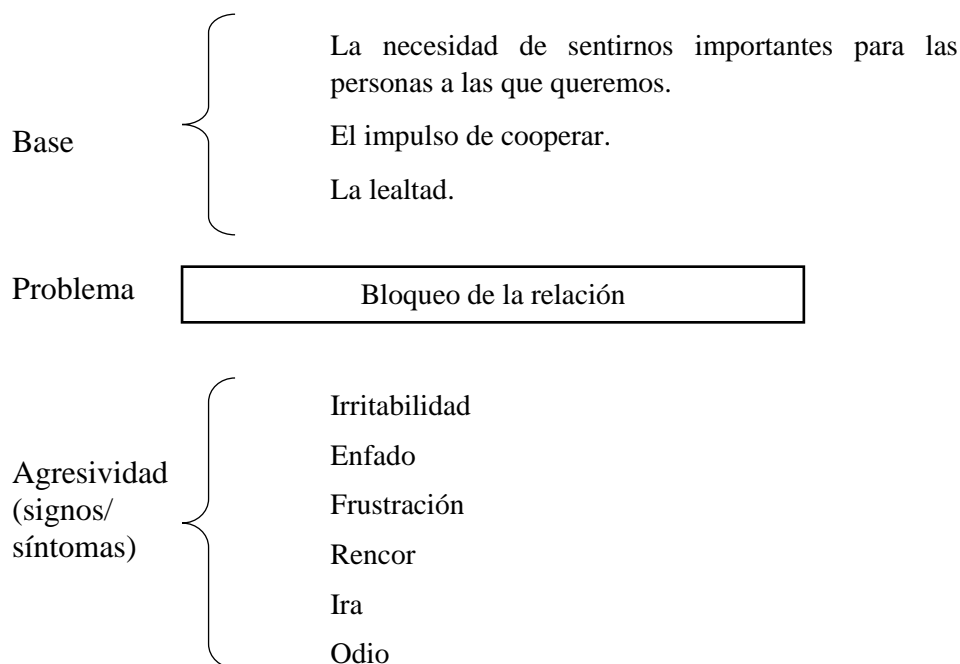 La necesidad de sentirnos importantes para las
personas a las que queremos.
Base
El impulso de cooperar.
La lealtad.
Problema
Bloqueo de la relación
Agresividad
(signos/
síntomas)
Irritabilidad
Enfado
Frustración
Rencor
Ira
Odio